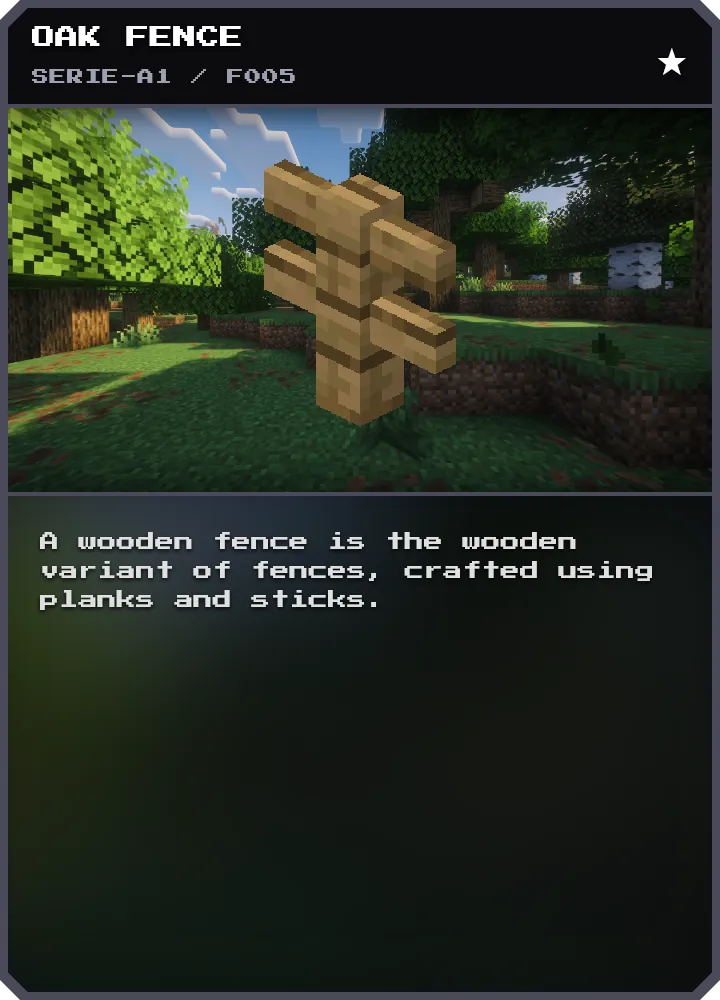 OAK FENCE
SERIE-A1 / F005
A wooden fence is the wooden
variant of fences, crafted using
planks and sticks.